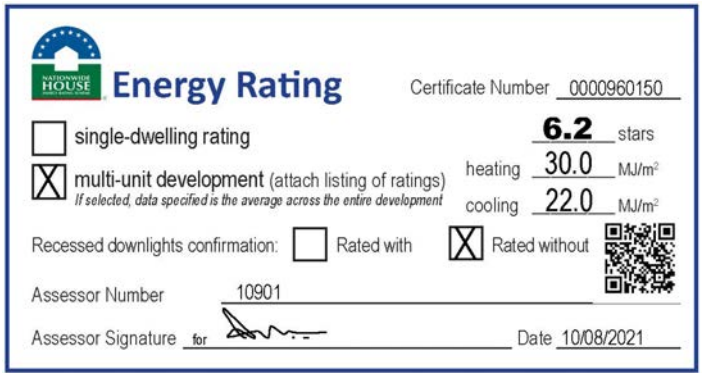 NATIONWIDE
HOUSE
ENERGY RATING SCHEME
Energy Rating
Certificate Number 0000960150
single-dwelling rating
6.2 stars
multi-unit development (attach listing of ratings)
If selected, data specified is the average across the entire development
heating 30.0 MJ/m²
cooling 22.0 MJ/m²
Recessed downlights confirmation: Rated with X Rated without
Assessor Number 10901
Assessor Signature for
Date 10/08/2021